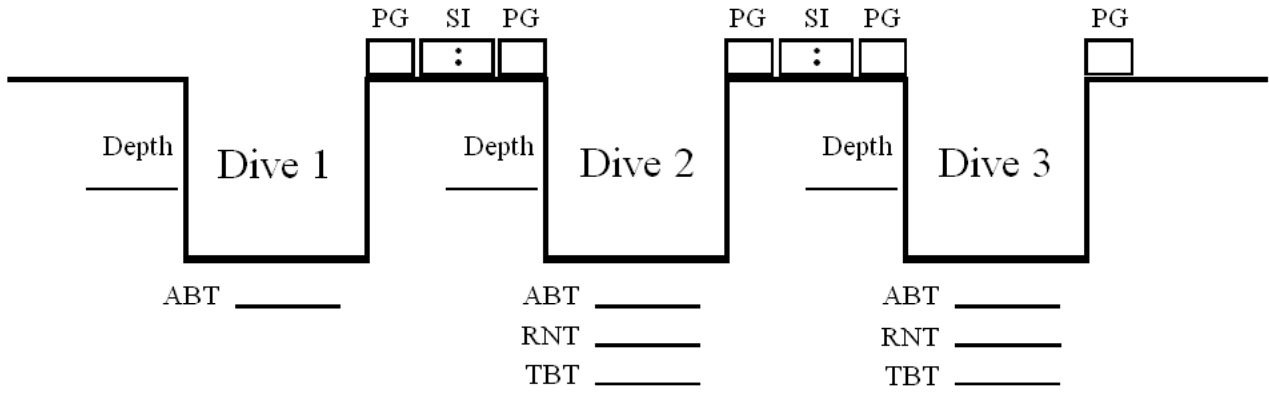 PG SI PG PG SI PG PG
: :
Depth Dive 1 Depth Dive 2 Depth Dive 3
ABT ABT ABT
RNT RNT
TBT TBT